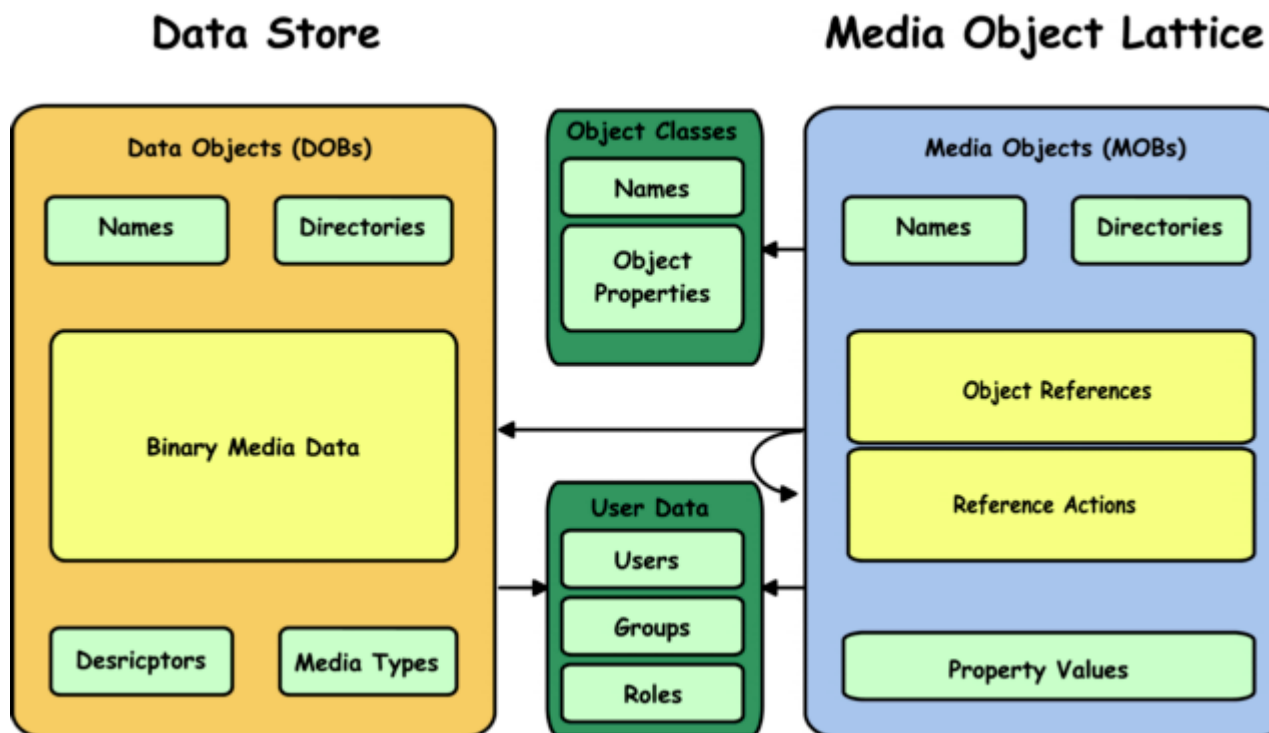 Data Store
Media Object Lattice
Data Objects (DOBs)
Names
Directories
Binary Media Data
Desricptors
Media Types
Object Classes
Names
Object
Properties
User Data
Users
Groups
Roles
Media Objects (MOBs)
Names
Directories
Object References
Reference Actions
Property Values